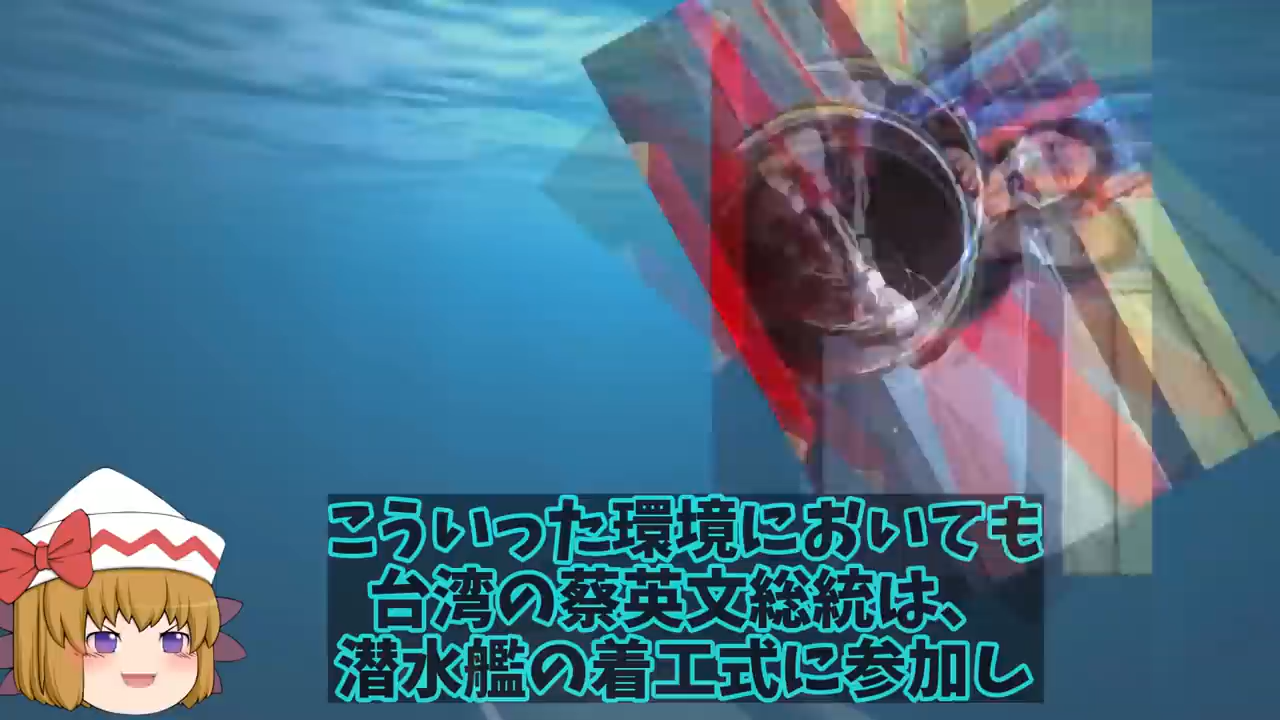 こういった環境においても
台湾の蔡英文総統は、
潜水艦の着工式に参加し